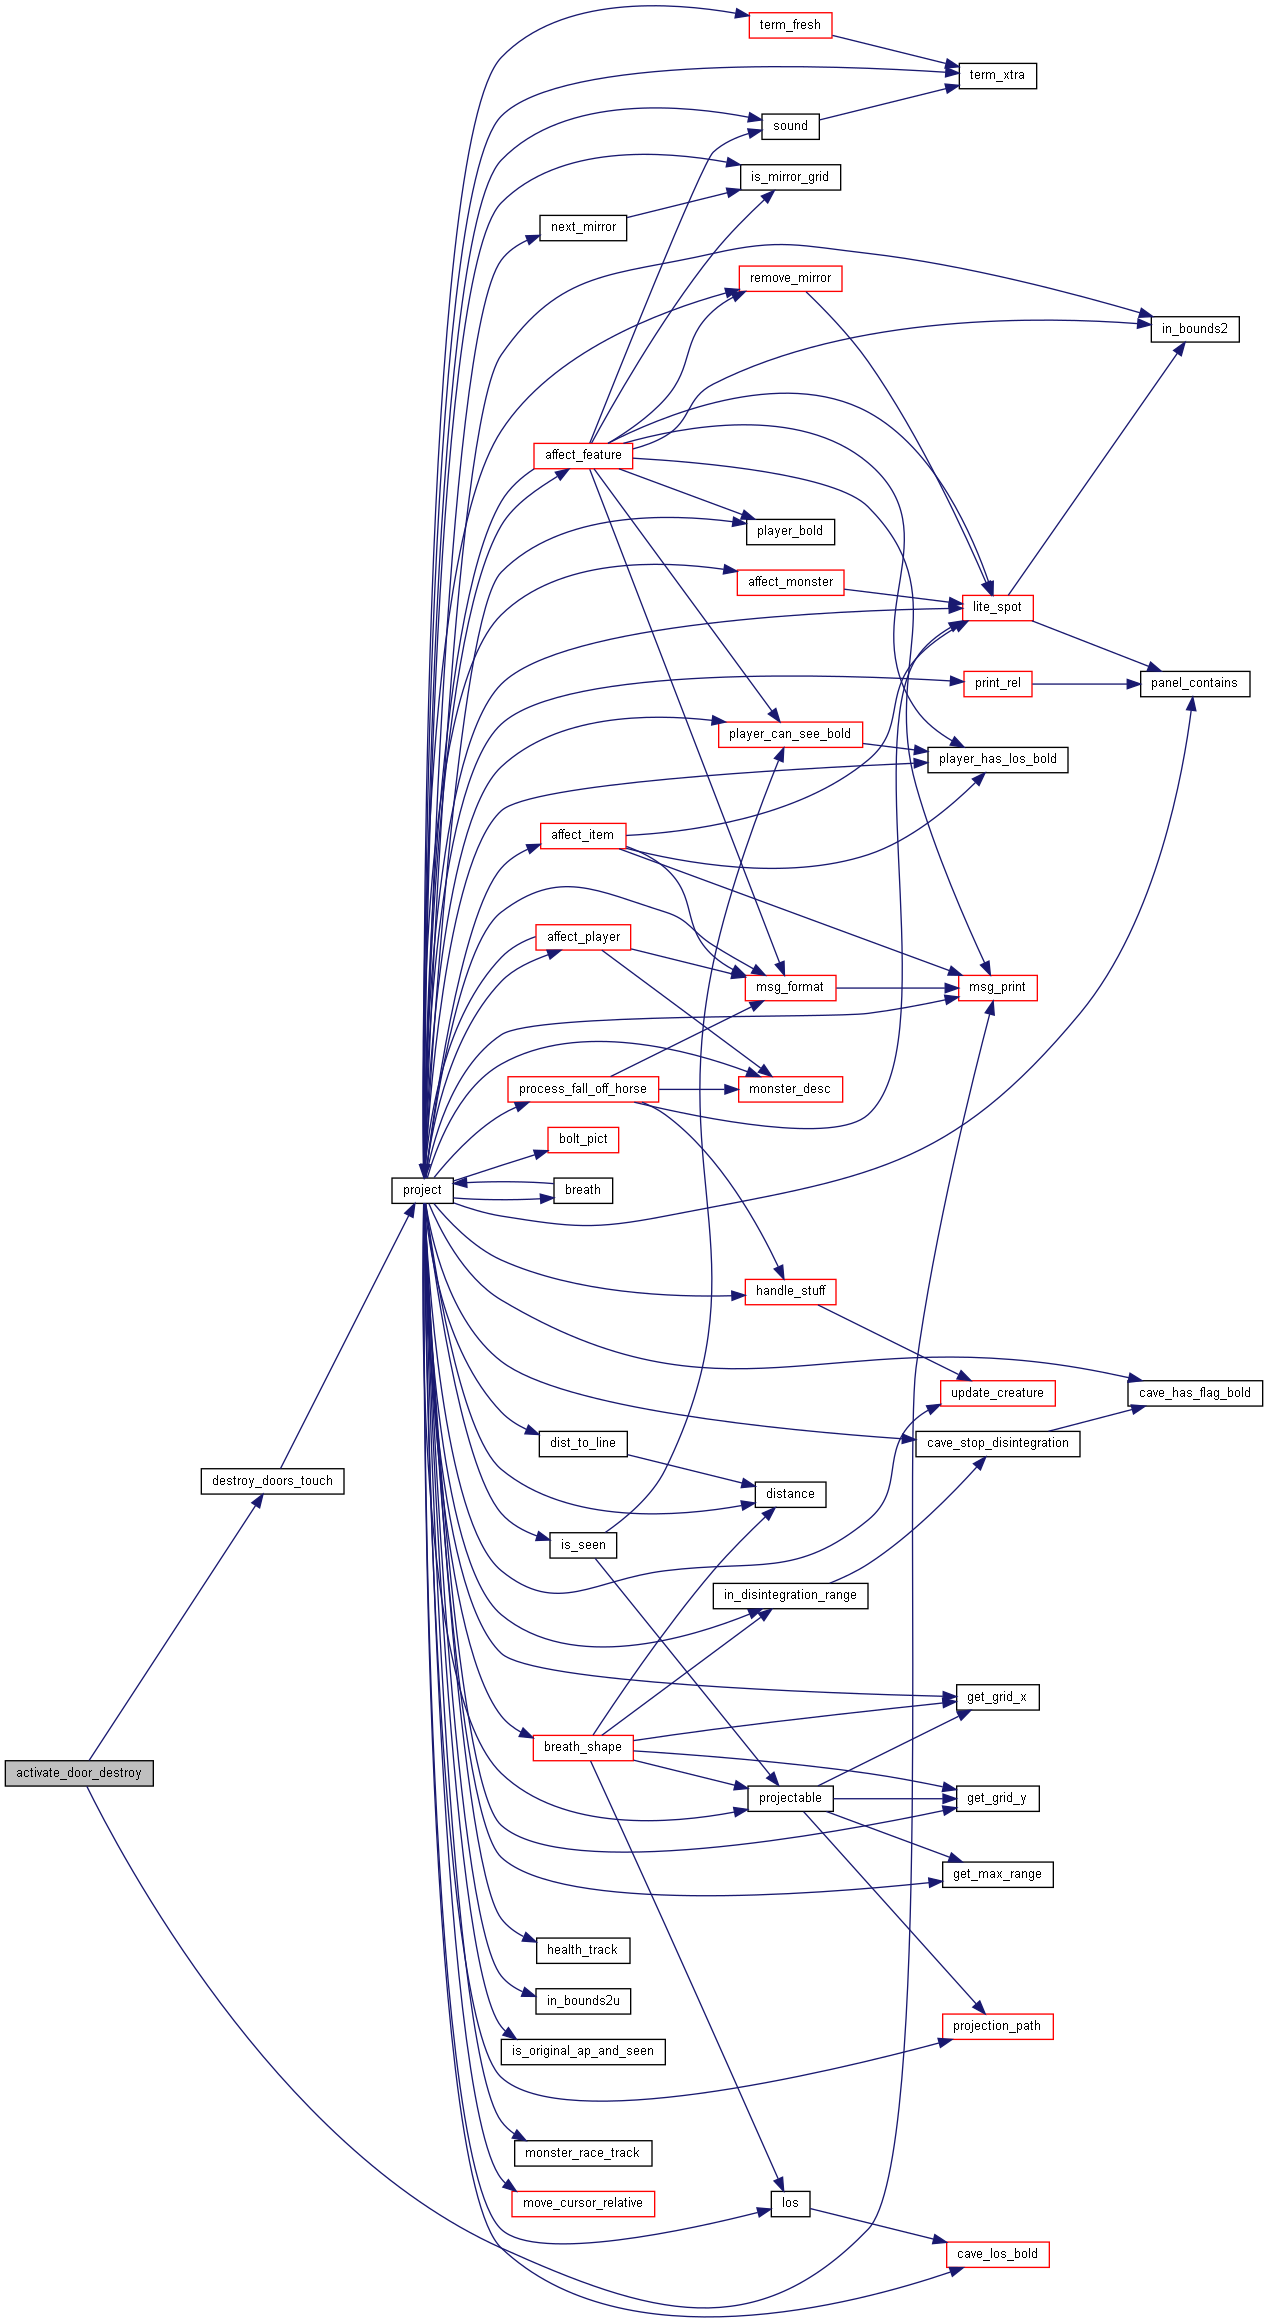 term_fresh
term_xtra
sound
is_mirror_grid
next_mirror
remove_mirror
in_bounds2
affect_feature
player_bold
affect_monster
lite_spot
print_rel
panel_contains
player_can_see_bold
player_has_los_bold
affect_item
affect_player
msg_format
msg_print
process_fall_off_horse
monster_desc
bolt_pict
project
breath
handle_stuff
update_creature
cave_has_flag_bold
dist_to_line
cave_stop_disintegration
destroy_doors_touch
distance
is_seen
in_disintegration_range
get_grid_x
breath_shape
activate_door_destroy
projectable
get_grid_y
get_max_range
health_track
in_bounds2u
projection_path
is_original_ap_and_seen
monster_race_track
move_cursor_relative
los
cave_los_bold